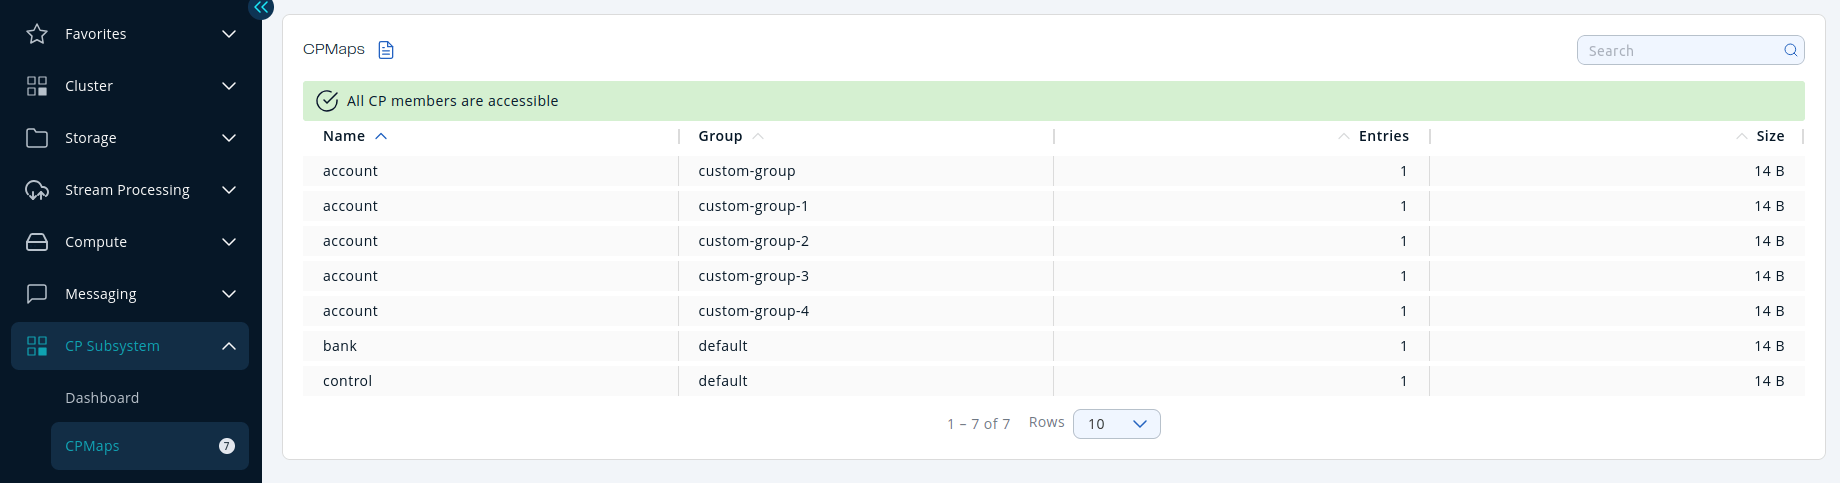 Favorites
Cluster
Storage
Stream Processing
Compute
Messaging
CP Subsystem
Dashboard
CPMaps 7
CPMaps
Search
All CP members are accessible
Name Group Entries Size
account custom-group 1 14 B
account custom-group-1 1 14 B
account custom-group-2 1 14 B
account custom-group-3 1 14 B
account custom-group-4 1 14 B
bank default 1 14 B
control default 1 14 B
1 – 7 of 7 Rows 10